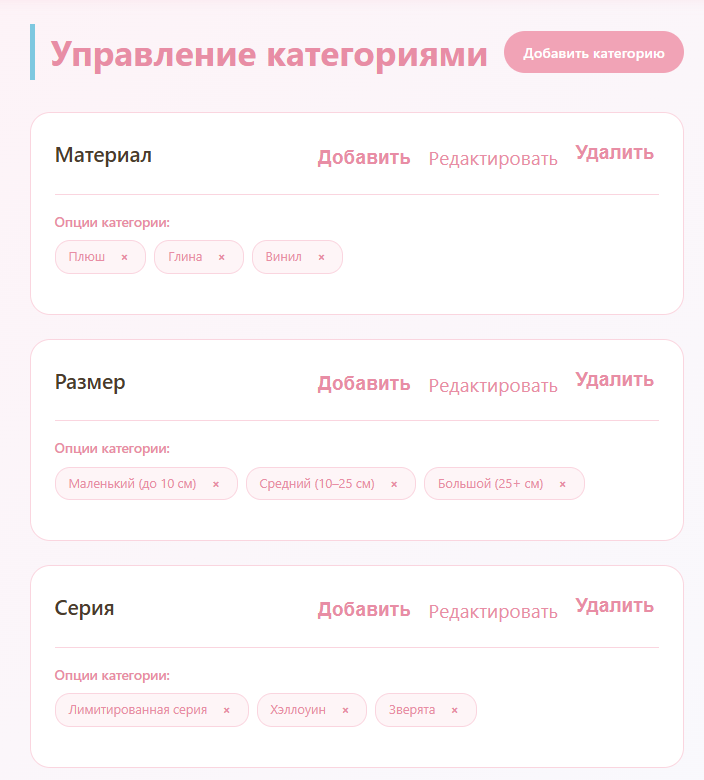 Управление категориями
Добавить категорию
Материал
Добавить Редактировать Удалить
Опции категории:
Плюш × Глина × Винил ×
Размер
Добавить Редактировать Удалить
Опции категории:
Маленький (до 10 см) × Средний (10–25 см) × Большой (25+ см) ×
Серия
Добавить Редактировать Удалить
Опции категории:
Лимитированная серия × Хэллоуин × Зверята ×